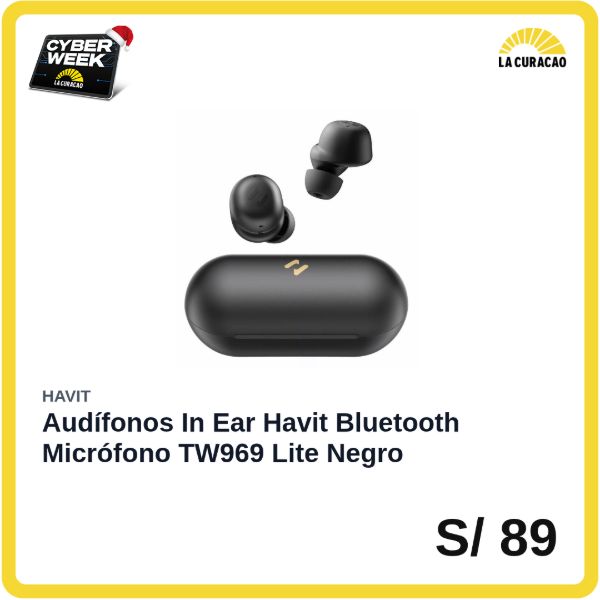 CYBER
WEEK
LA CURACAO
LA CURACAO
HAVIT
Audífonos In Ear Havit Bluetooth
Micrófono TW969 Lite Negro
S/ 89